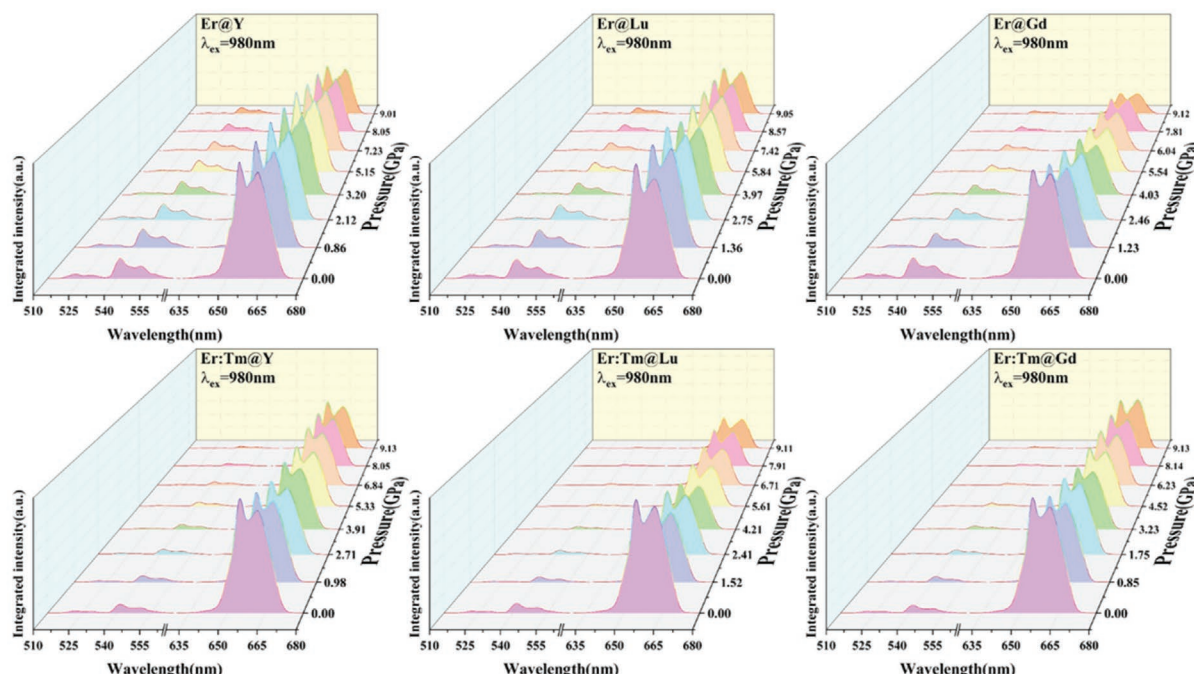 Er@Y
λex=980nm
Integrated intensity(a.u.)
9.01
8.05
7.23
5.15
3.20
2.12
0.86
0.00
Pressure(GPa)
510 525 540 555 635 650 665 680
Wavelength(nm)
Er@Lu
λex=980nm
Integrated intensity(a.u.)
9.05
8.57
7.42
5.84
3.97
2.75
1.36
0.00
Pressure(GPa)
510 525 540 555 635 650 665 680
Wavelength(nm)
Er@Gd
λex=980nm
Integrated intensity(a.u.)
9.12
7.81
6.04
5.54
4.03
2.46
1.23
0.00
Pressure(GPa)
510 525 540 555 635 650 665 680
Wavelength(nm)
Er:Tm@Y
λex=980nm
Integrated intensity(a.u.)
9.13
8.05
6.84
5.33
3.91
2.71
0.98
0.00
Pressure(GPa)
510 525 540 555 635 650 665 680
Wavelength(nm)
Er:Tm@Lu
λex=980nm
Integrated intensity(a.u.)
9.11
7.91
6.71
5.61
4.21
2.41
1.52
0.00
Pressure(GPa)
510 525 540 555 635 650 665 680
Wavelength(nm)
Er:Tm@Gd
λex=980nm
Integrated intensity(a.u.)
9.13
8.14
6.23
4.52
3.23
1.75
0.85
0.00
Pressure(GPa)
510 525 540 555 635 650 665 680
Wavelength(nm)